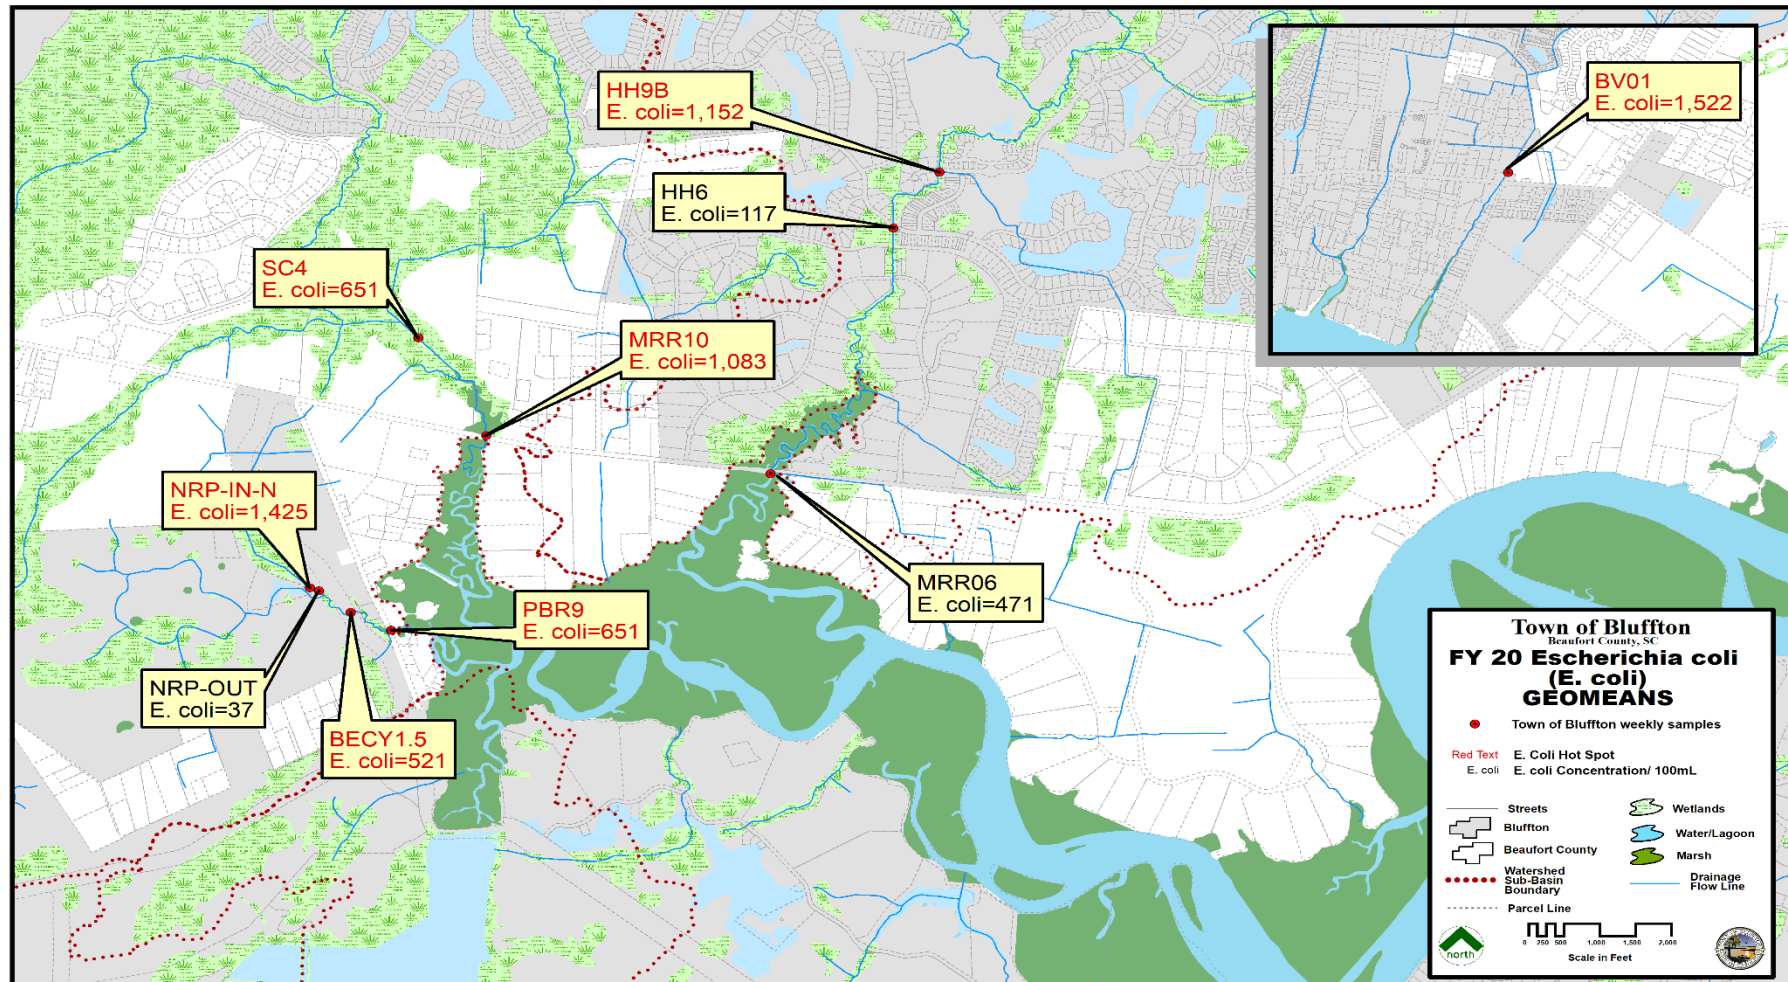 HH9B
E. coli=1,152
BV01
E. coli=1,522
HH6
E. coli=117
SC4
E. coli=651
MRR10
E. coli=1,083
NRP-IN-N
E. coli=1,425
MRR06
E. coli=471
PBR9
E. coli=651
NRP-OUT
E. coli=37
BECY1.5
E. coli=521
Town of Bluffton
Beaufort County, SC
FY 20 Escherichia coli
(E. coli)
GEOMEANS
Town of Bluffton weekly samples
Red Text E. Coli Hot Spot
E. coli E. coli Concentration/ 100mL
Streets
Wetlands
Bluffton
Water/Lagoon
Beaufort County
Marsh
Watershed
Sub-Basin
Boundary
Drainage
Flow Line
Parcel Line
0 250 500 1,000 1,500 2,000
Scale in Feet
north